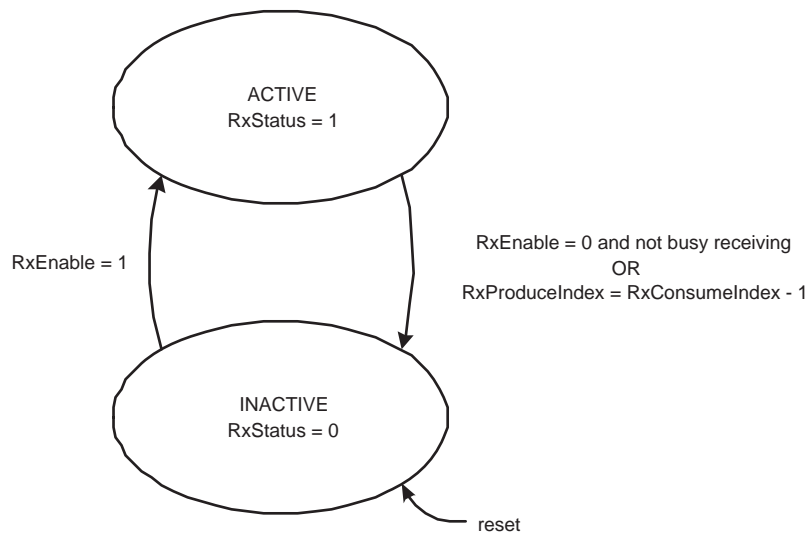 ACTIVE
RxStatus = 1
RxEnable = 1
RxEnable = 0 and not busy receiving
OR
RxProduceIndex = RxConsumeIndex - 1
INACTIVE
RxStatus = 0
reset